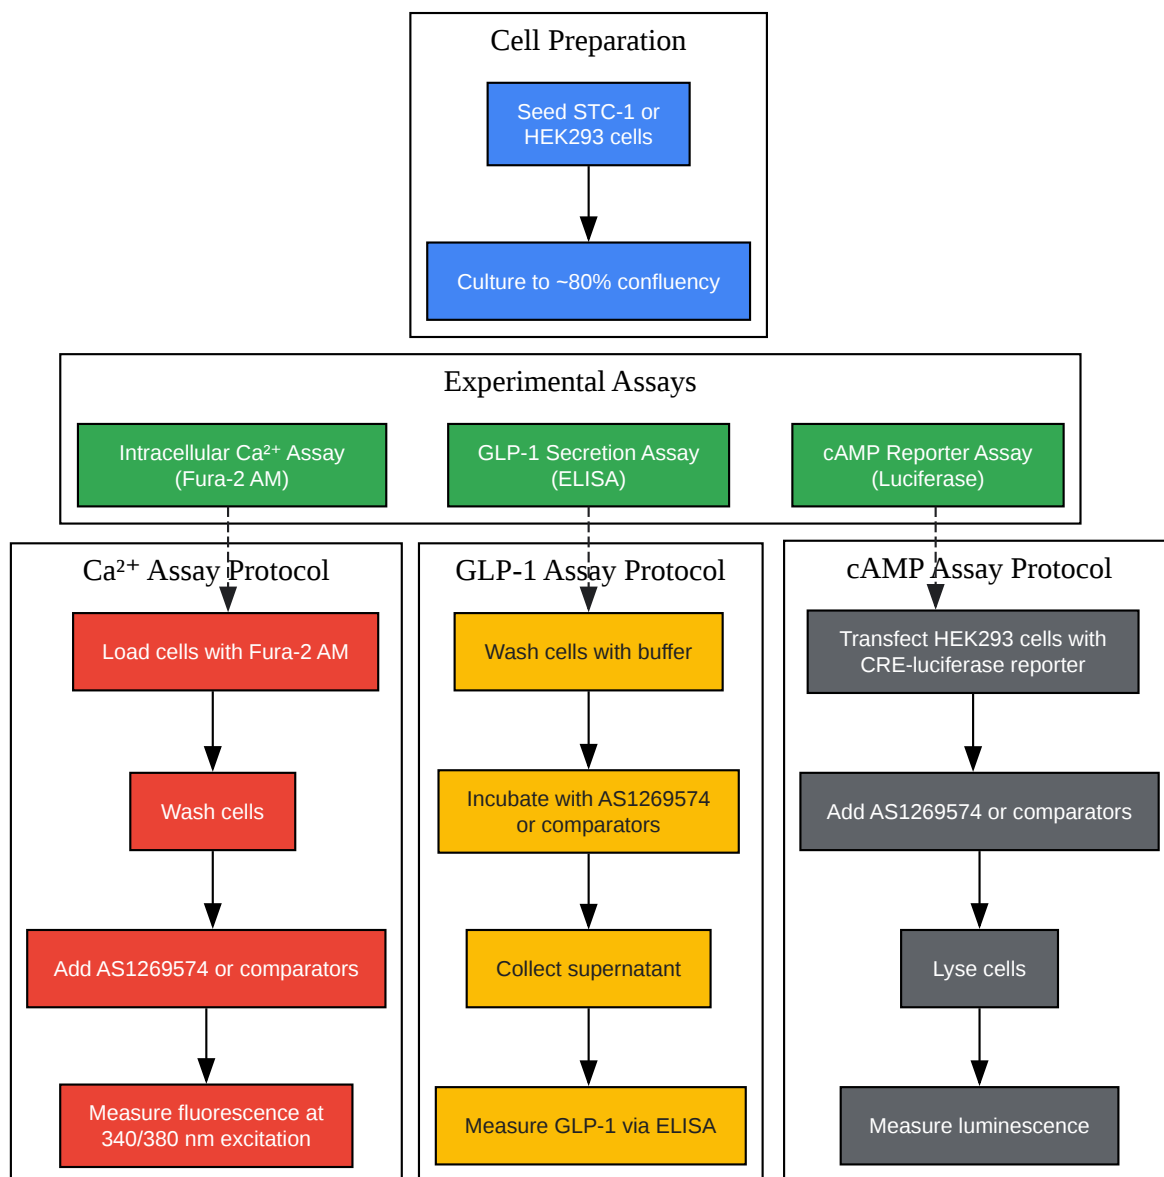 Cell Preparation
Seed STC-1 or
HEK293 cells
Culture to ~80% confluency
Experimental Assays
Intracellular Ca²⁺ Assay
(Fura-2 AM)
GLP-1 Secretion Assay
(ELISA)
cAMP Reporter Assay
(Luciferase)
Ca²⁺ Assay Protocol
Load cells with Fura-2 AM
Wash cells
Add AS1269574 or comparators
Measure fluorescence at
340/380 nm excitation
GLP-1 Assay Protocol
Wash cells with buffer
Incubate with AS1269574
or comparators
Collect supernatant
Measure GLP-1 via ELISA
cAMP Assay Protocol
Transfect HEK293 cells with
CRE-luciferase reporter
Add AS1269574 or comparators
Lyse cells
Measure luminescence